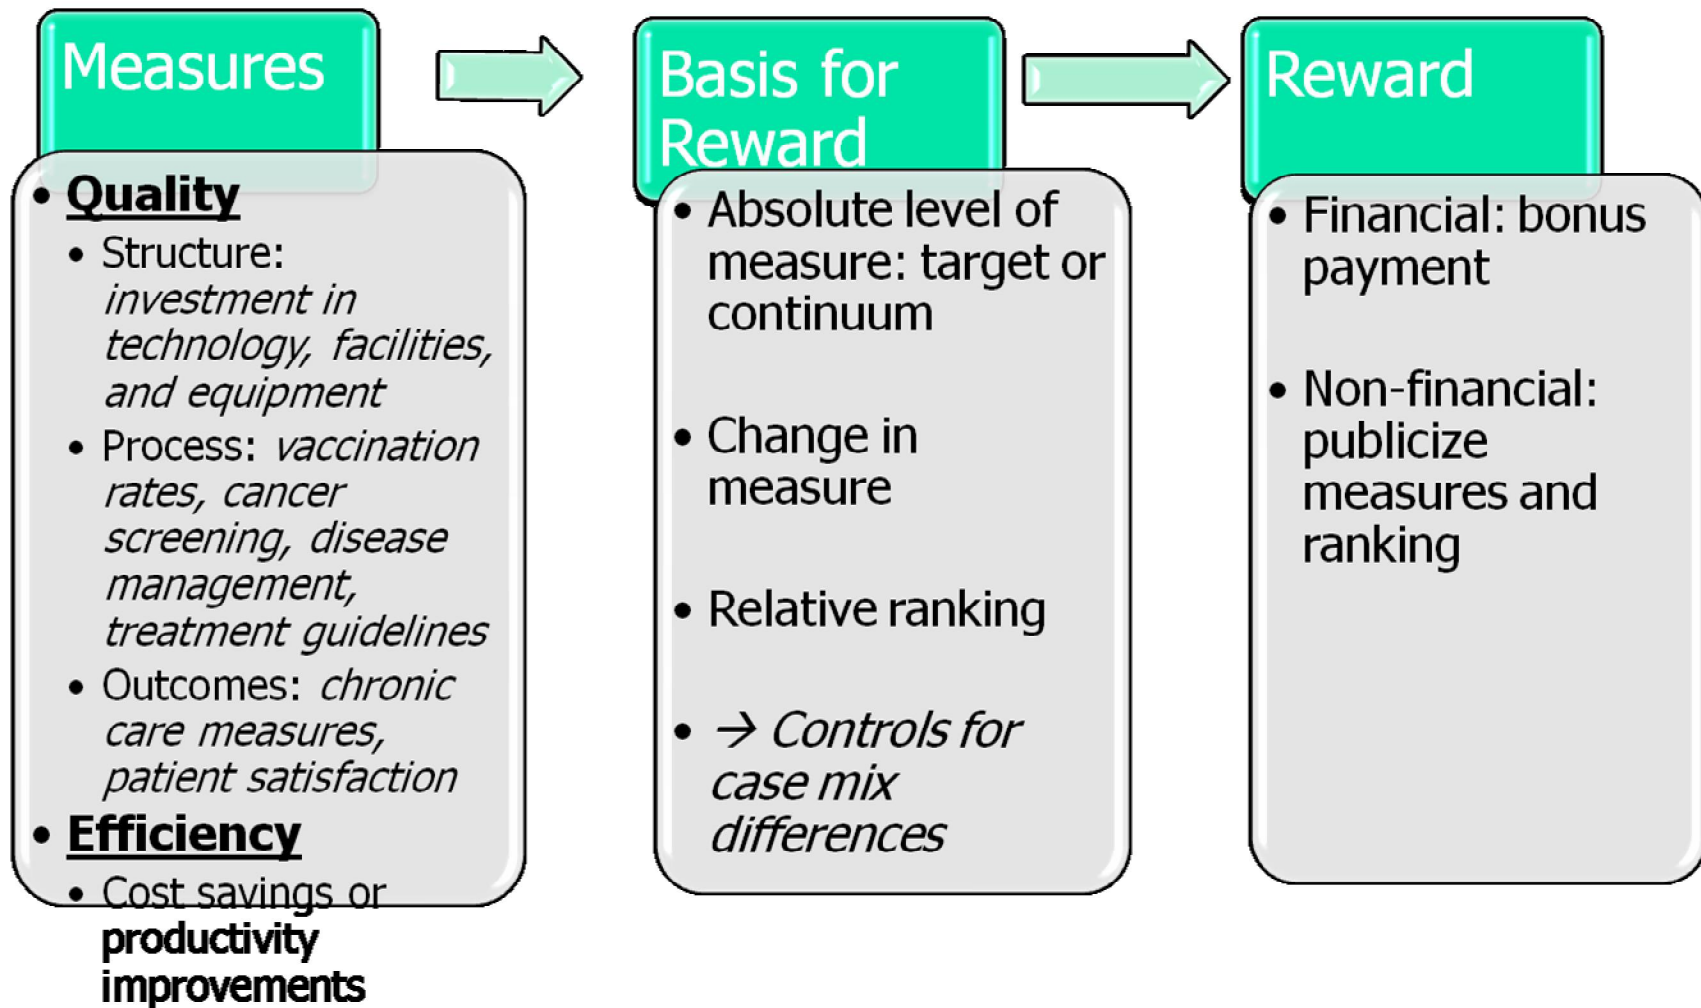 Measures
• Quality
• Structure:
investment in
technology, facilities,
and equipment
• Process: vaccination
rates, cancer
screening, disease
management,
treatment guidelines
• Outcomes: chronic
care measures,
patient satisfaction
• Efficiency
• Cost savings or
productivity
improvements
Basis for
Reward
• Absolute level of
measure: target or
continuum
• Change in
measure
• Relative ranking
• → Controls for
case mix
differences
Reward
• Financial: bonus
payment
• Non-financial:
publicize
measures and
ranking